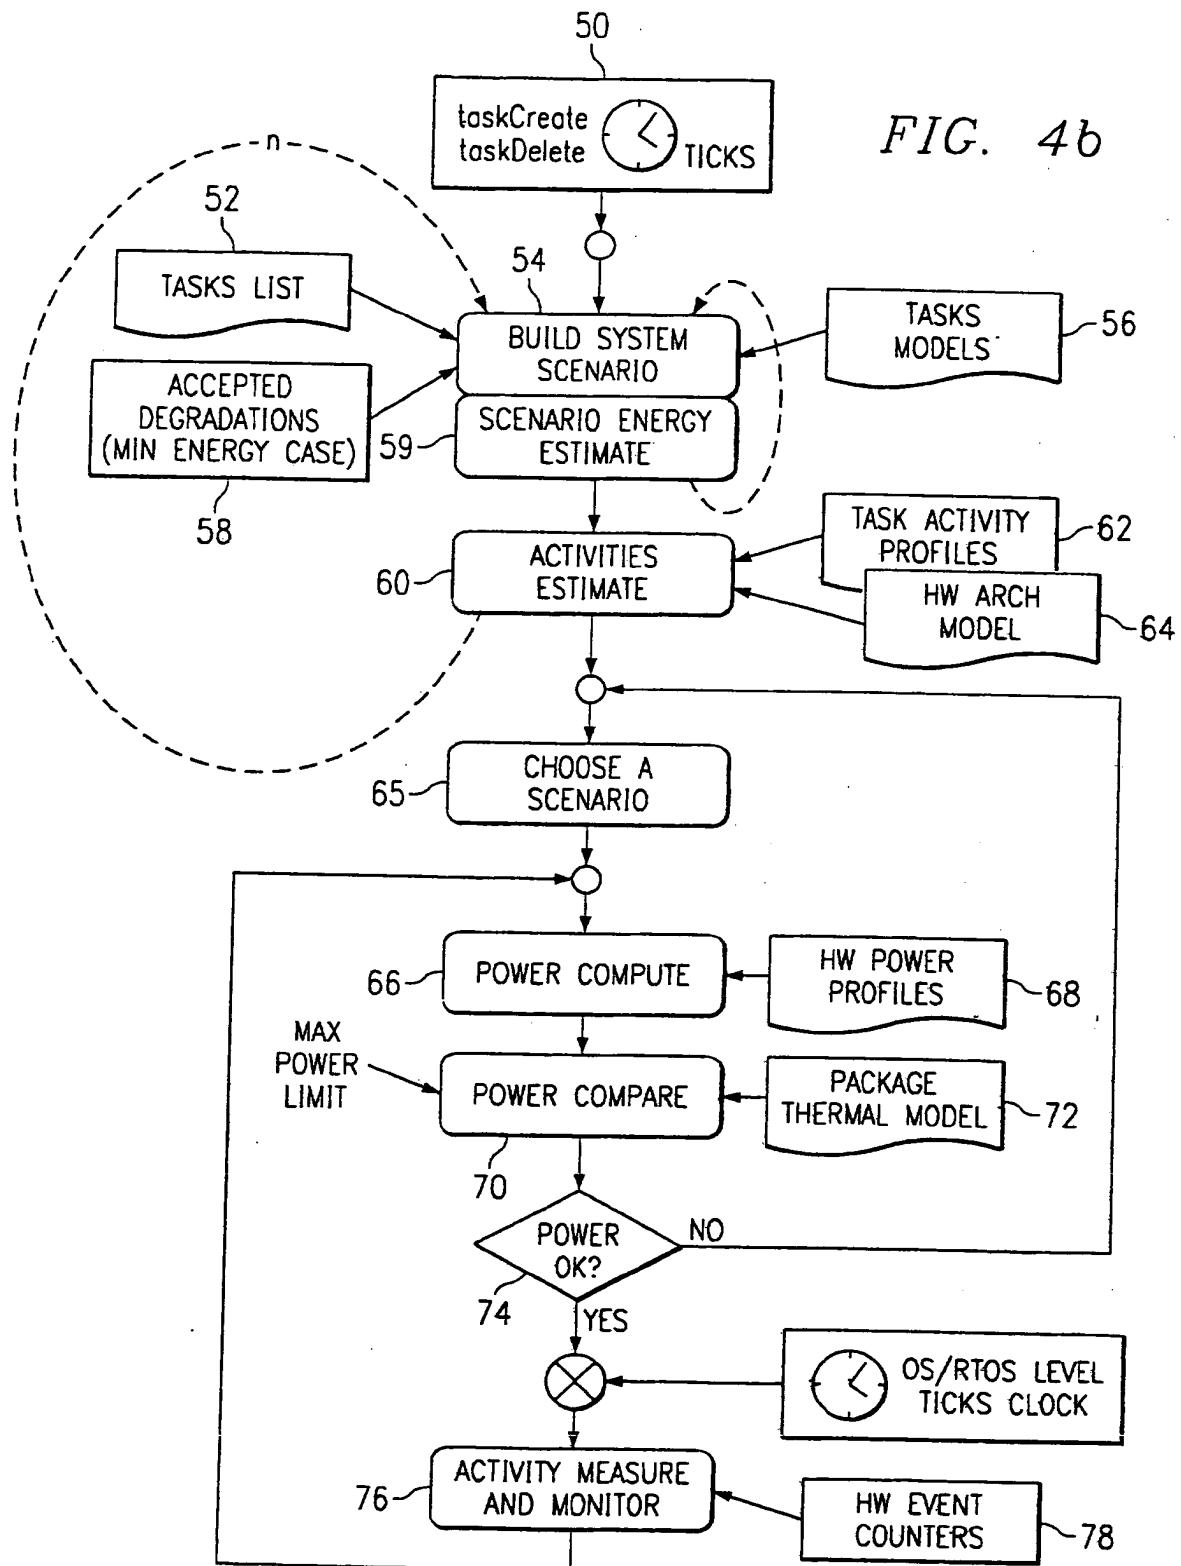 50
taskCreate
taskDelete
TICKS
FIG. 4b
n
52
TASKS LIST
54
BUILD SYSTEM
SCENARIO
TASKS
MODELS
56
ACCEPTED
DEGRADATIONS
(MIN ENERGY CASE)
58
59
SCENARIO ENERGY
ESTIMATE
60
ACTIVITIES
ESTIMATE
TASK ACTIVITY
PROFILES
62
HW ARCH
MODEL
64
65
CHOOSE A
SCENARIO
66
POWER COMPUTE
HW POWER
PROFILES
68
MAX
POWER
LIMIT
POWER COMPARE
70
PACKAGE
THERMAL MODEL
72
POWER
OK?
NO
74
YES
OS/RTOS LEVEL
TICKS CLOCK
76
ACTIVITY MEASURE
AND MONITOR
HW EVENT
COUNTERS
78